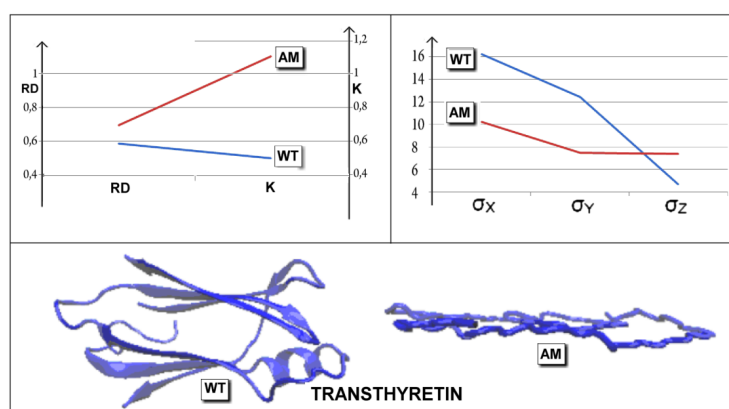 AM
WT
RD
1
0,8
0,6
0,4
RD
K
K
1,2
1
0,8
0,6
0,4
WT
AM
16
14
12
10
8
6
4
σX
σY
σZ
WT
AM
TRANSTHYRETIN